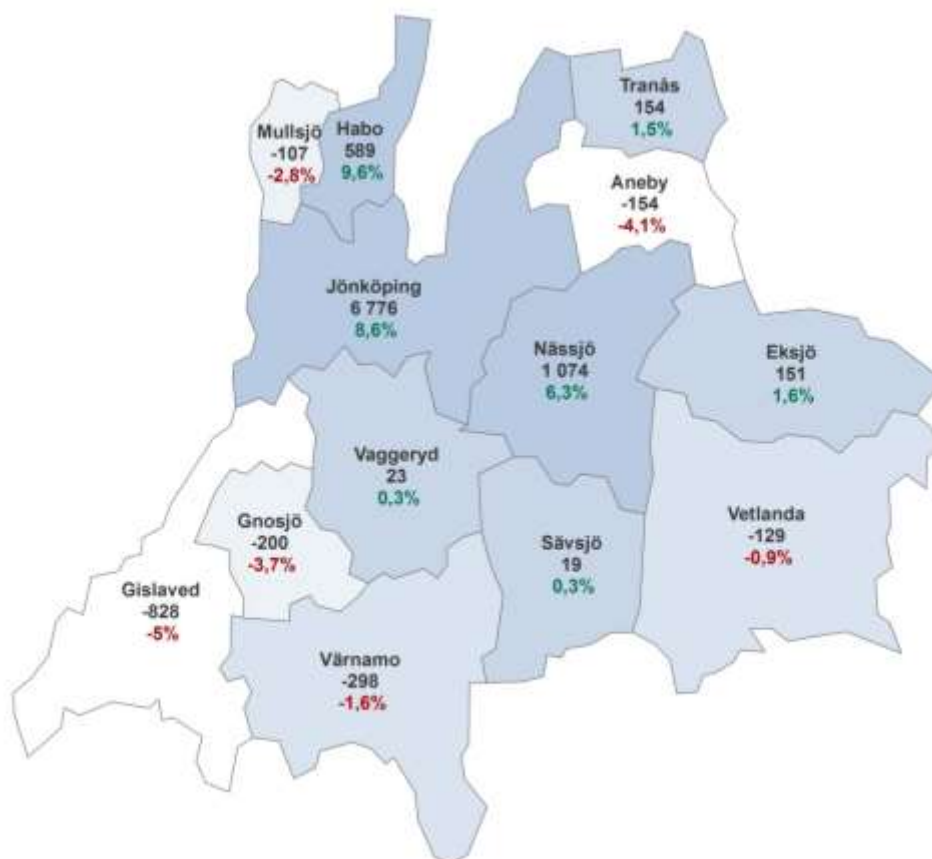 Tranås
154
1,5%
Mullsjö
-107
-2,8%
Habo
589
9,6%
Aneby
-154
-4,1%
Jönköping
6 776
8,6%
Nässjö
1 074
6,3%
Eksjö
151
1,6%
Vaggeryd
23
0,3%
Gnosjö
-200
-3,7%
Vetlanda
-129
-0,9%
Sävsjö
19
0,3%
Gislaved
-828
-5%
Värnamo
-298
-1,6%